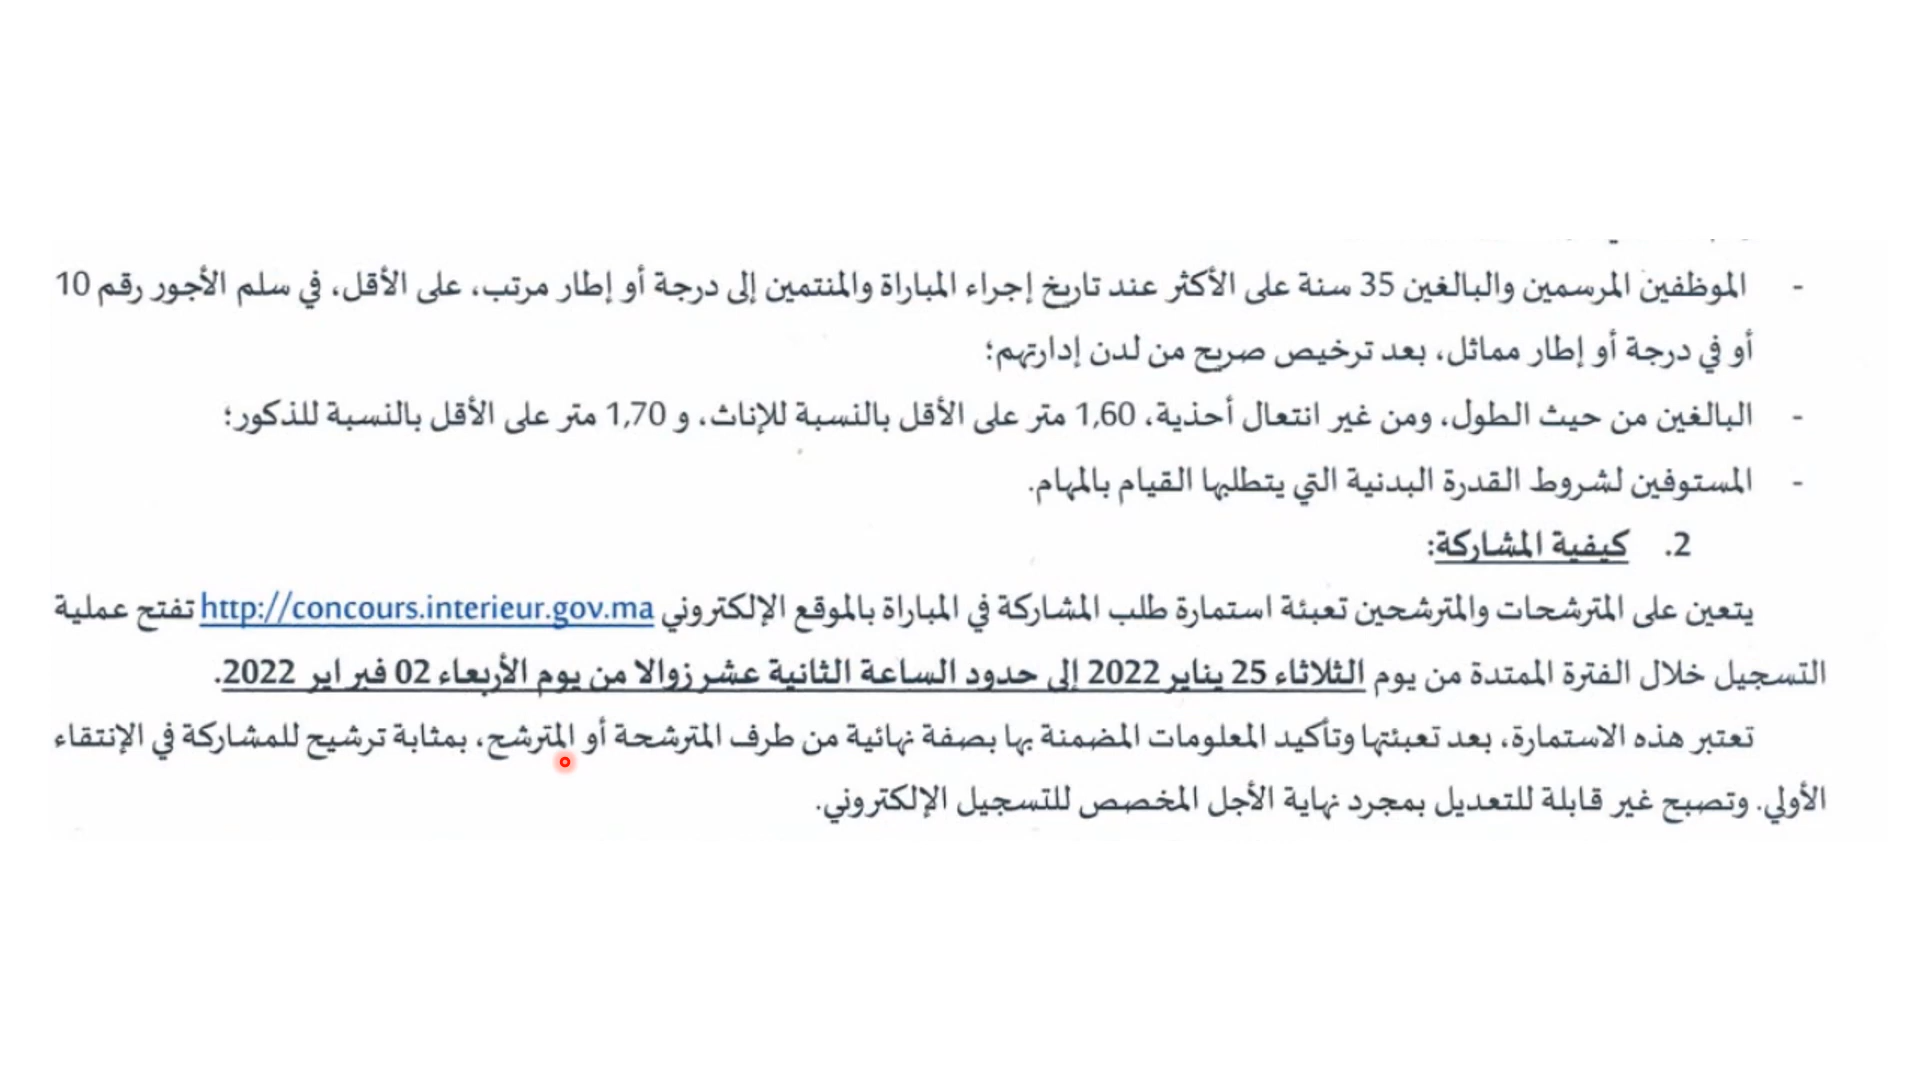 - الموظفين المرسمين والبالغين 35 سنة على الأكثر عند تاريخ إجراء المباراة والمنتمين إلى درجة أو إطار مرتب، على الأقل، في سلم الأجور رقم 10
أو في درجة أو إطار مماثل، بعد ترخيص صريح من لدن إدارتهم؛
- البالغين من حيث الطول، ومن غير انتعال أحذية، 1,60 متر على الأقل بالنسبة للإناث، و 1,70 متر على الأقل بالنسبة للذكور؛
- المستوفين لشروط القدرة البدنية التي يتطلبها القيام بالمهام.
2. كيفية المشاركة:
يتعين على المترشحات والمترشحين تعبئة استمارة طلب المشاركة في المباراة بالموقع الإلكتروني http://concours.interieur.gov.ma تفتح عملية
التسجيل خلال الفترة الممتدة من يوم الثلاثاء 25 يناير 2022 إلى حدود الساعة الثانية عشر زوالا من يوم الأربعاء 02 فبراير 2022.
تعتبر هذه الاستمارة، بعد تعبئتها وتأكيد المعلومات المضمنة بها بصفة نهائية من طرف المترشحة أو المترشح، بمثابة ترشيح للمشاركة في الإنتقاء
الأولي. وتصبح غير قابلة للتعديل بمجرد نهاية الأجل المخصص للتسجيل الإلكتروني.